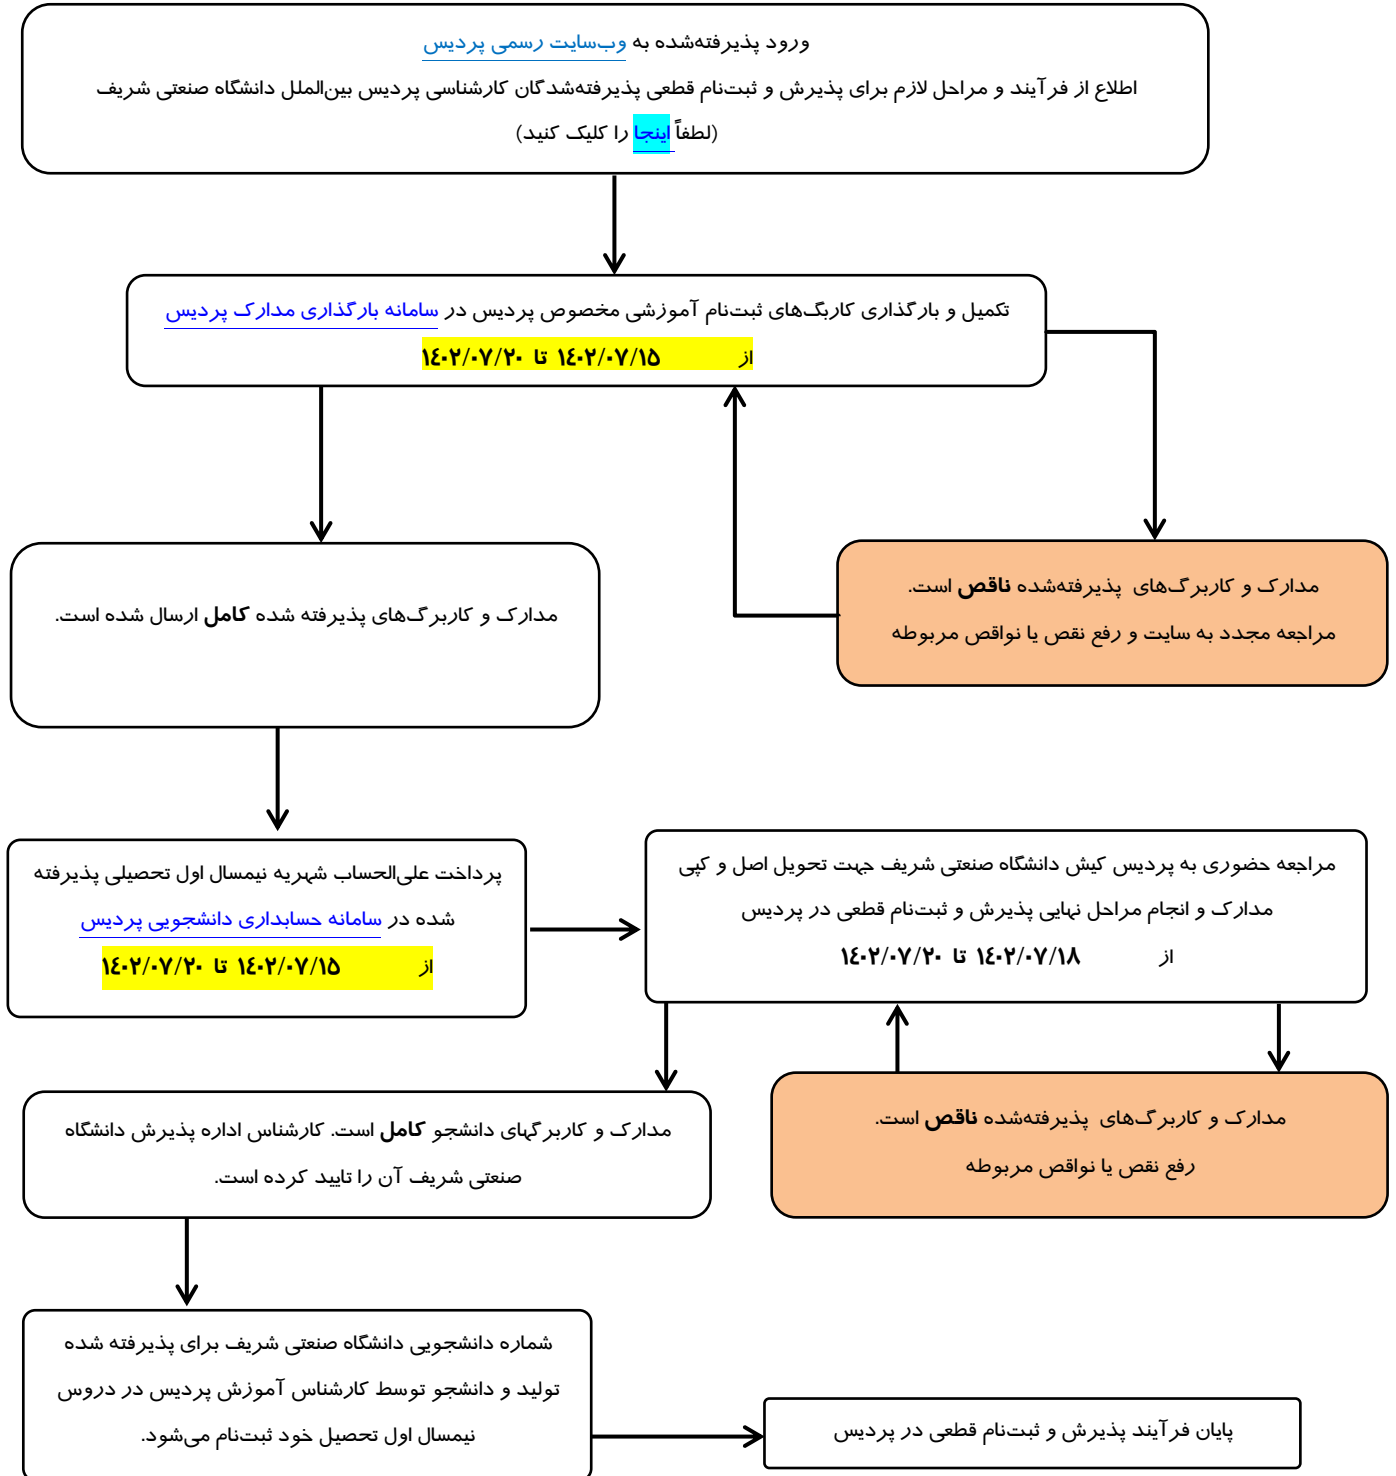 ورود پذیرفته‌شده به وب‌سایت رسمی پردیس
اطلاع از فرآیند و مراحل لازم برای پذیرش و ثبت‌نام قطعی پذیرفته‌شدگان کارشناسی پردیس بین‌الملل دانشگاه صنعتی شریف
(لطفاً اینجا را کلیک کنید)
تکمیل و بارگذاری کاربگ‌های ثبت‌نام آموزشی مخصوص پردیس در سامانه بارگذاری مدارک پردیس
از ۱۴۰۲/۰۷/۱۵ تا ۱۴۰۲/۰۷/۲۰
مدارک و کاربرگ‌های پذیرفته‌شده ناقص است.
مراجعه مجدد به سایت و رفع نقص یا نواقص مربوطه
مدارک و کاربرگ‌های پذیرفته شده کامل ارسال شده است.
مراجعه حضوری به پردیس کیش دانشگاه صنعتی شریف جهت تحویل اصل و کپی
مدارک و انجام مراحل نهایی پذیرش و ثبت‌نام قطعی در پردیس
از ۱۴۰۲/۰۷/۱۸ تا ۱۴۰۲/۰۷/۲۰
پرداخت علی‌الحساب شهریه نیمسال اول تحصیلی پذیرفته
شده در سامانه حسابداری دانشجویی پردیس
از ۱۴۰۲/۰۷/۱۵ تا ۱۴۰۲/۰۷/۲۰
مدارک و کاربرگ‌های پذیرفته‌شده ناقص است.
رفع نقص یا نواقص مربوطه
مدارک و کاربرگهای دانشجو کامل است. کارشناس اداره پذیرش دانشگاه
صنعتی شریف آن را تایید کرده است.
شماره دانشجویی دانشگاه صنعتی شریف برای پذیرفته شده
تولید و دانشجو توسط کارشناس آموزش پردیس در دروس
نیمسال اول تحصیل خود ثبت‌نام می‌شود.
پایان فرآیند پذیرش و ثبت‌نام قطعی در پردیس